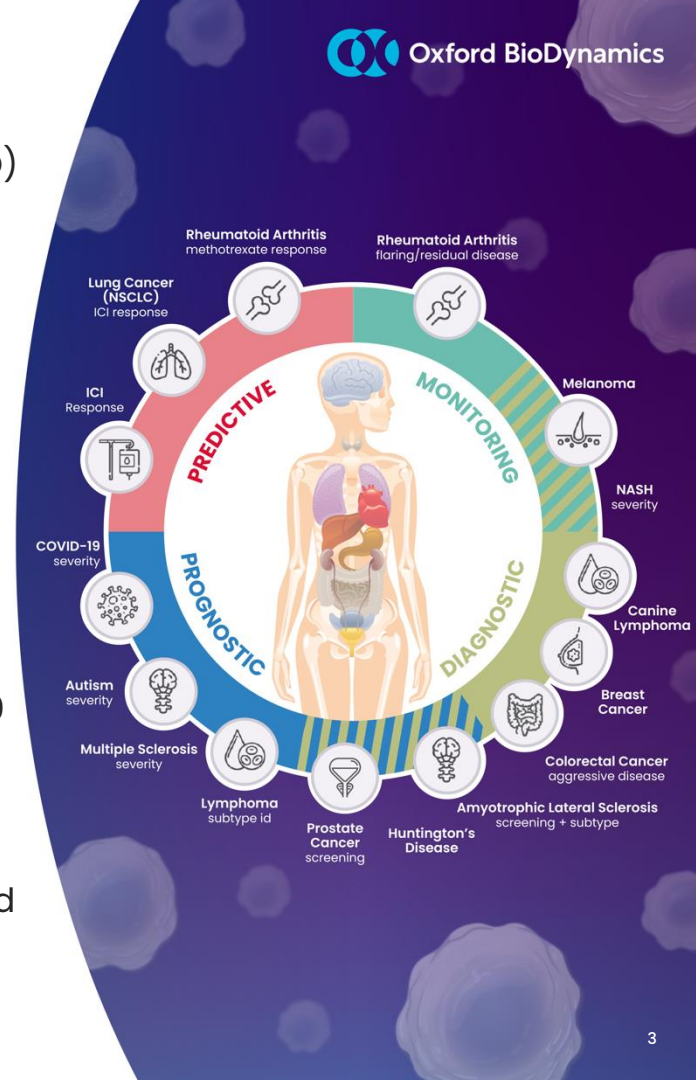 Oxford BioDynamics
)
Rheumatoid Arthritis
methotrexate response
Rheumatoid Arthritis
flaring/residual disease
Lung Cancer
(NSCLC)
ICI response
ICI
Response
Melanoma
NASH
severity
PREDICTIVE
MONITORING
PROGNOSTIC
DIAGNOSTIC
COVID-19
severity
Canine
Lymphoma
Autism
severity
Breast
Cancer
Multiple Sclerosis
severity
Colorectal Cancer
aggressive disease
Lymphoma
subtype id
Amyotrophic Lateral Sclerosis
screening + subtype
Prostate
Cancer
screening
Huntington's
Disease
d
3